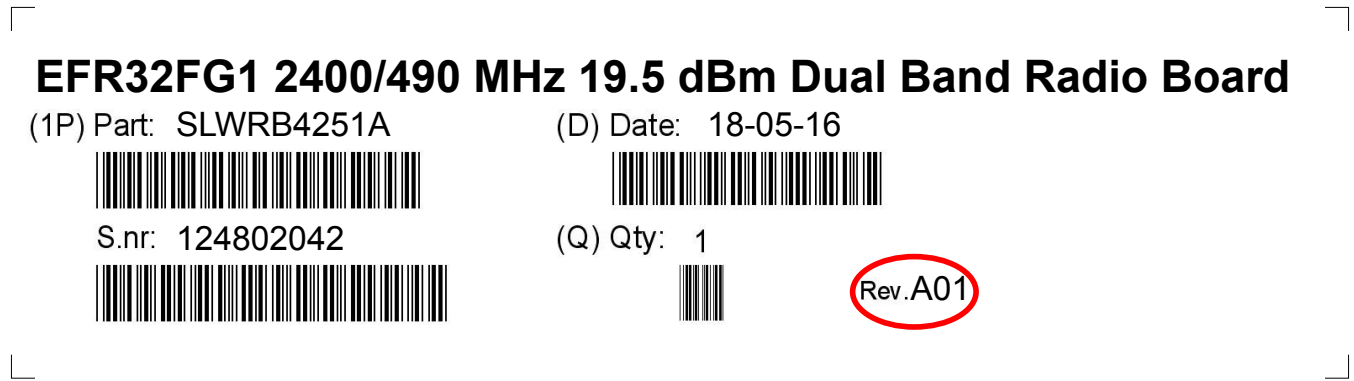 EFR32FG1 2400/490 MHz 19.5 dBm Dual Band Radio Board
(1P) Part: SLWRB4251A
(D) Date: 18-05-16
S.nr: 124802042
(Q) Qty: 1
Rev.A01